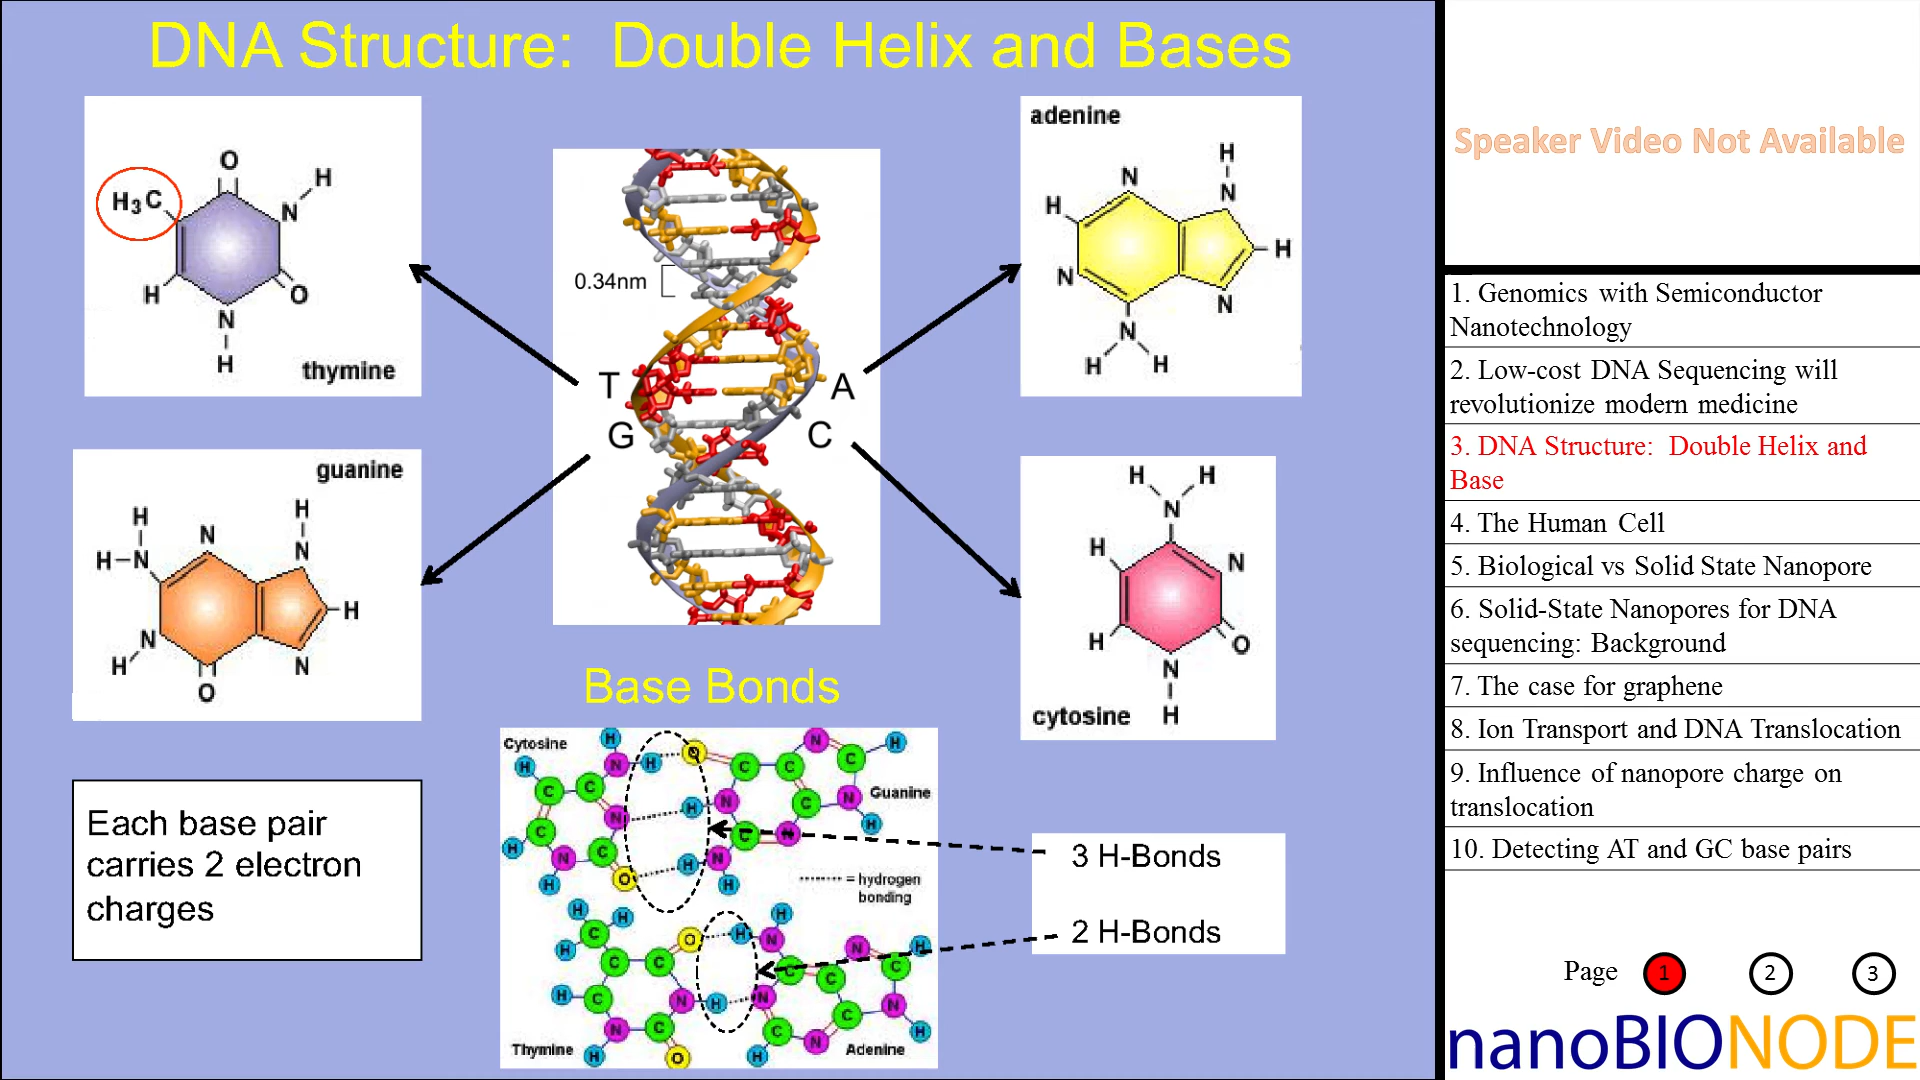 DNA Structure:  Double Helix and Bases
O
H
H₃C
N
H
O
N
H
thymine
adenine
H
N
N
H
H
N
N
N
H
H
0.34nm
T
A
G
C
guanine
H
H
N
H–N
N
H
N
H
N
O
H
H
N
H
N
H
O
N
cytosine
H
Base Bonds
Cytosine
Guanine
= hydrogen
bonding
Thymine
Adenine
H
H
N
H
O
N
C
H
C
C
C
C
C
N
H
N
C
N
H
C
C
N
H
H
C
N
H
N
H
O
H
H
H
H
C
O
H
N
N
H
H
C
C
C
C
C
H
C
N
H
N
N
C
N
C
C
N
H
H
O
Each base pair
carries 2 electron
charges
3 H-Bonds
2 H-Bonds
Speaker Video Not Available
1. Genomics with Semiconductor
Nanotechnology
2. Low-cost DNA Sequencing will
revolutionize modern medicine
3. DNA Structure:  Double Helix and
Base
4. The Human Cell
5. Biological vs Solid State Nanopore
6. Solid-State Nanopores for DNA
sequencing: Background
7. The case for graphene
8. Ion Transport and DNA Translocation
9. Influence of nanopore charge on
translocation
10. Detecting AT and GC base pairs
Page 1 2 3
nanoBIONODE